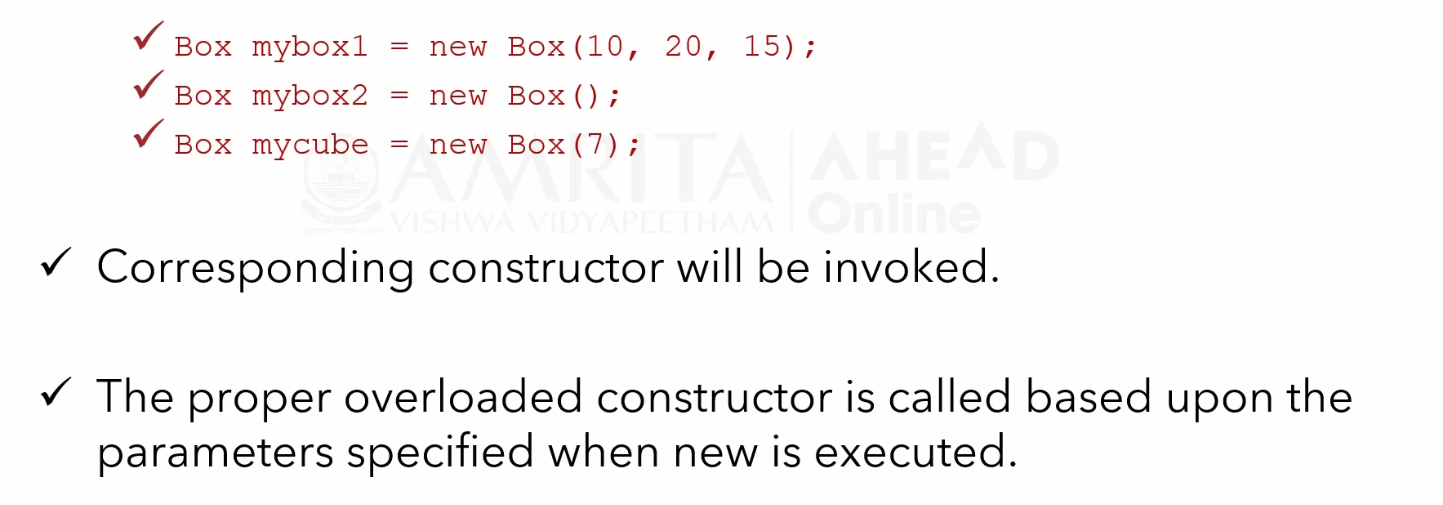 ✓ Box mybox1 = new Box(10, 20, 15);
✓ Box mybox2 = new Box();
✓ Box mycube = new Box(7);
AMRITA AHEAD
VISHWA VIDYAPEETHAM Online
✓ Corresponding constructor will be invoked.
✓ The proper overloaded constructor is called based upon the
parameters specified when new is executed.